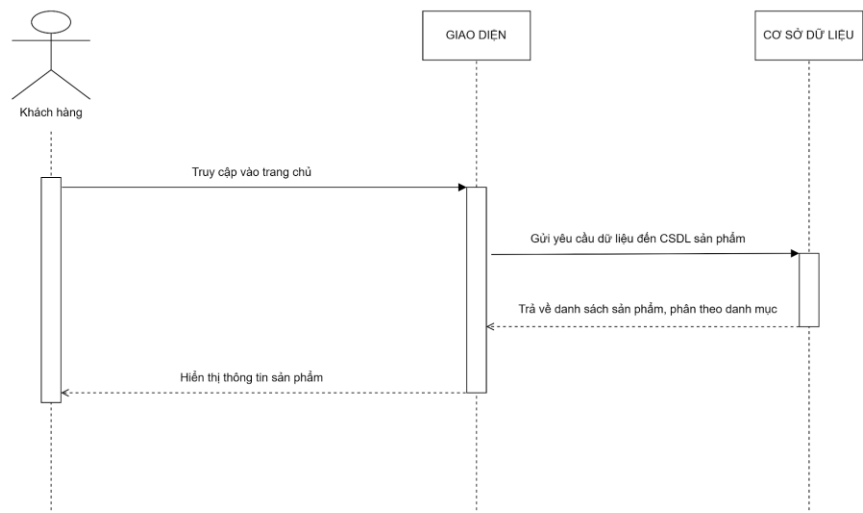 GIAO DIỆN
CƠ SỞ DỮ LIỆU
Khách hàng
Truy cập vào trang chủ
Gửi yêu cầu dữ liệu đến CSDL sản phẩm
Trả về danh sách sản phẩm, phân theo danh mục
Hiển thị thông tin sản phẩm